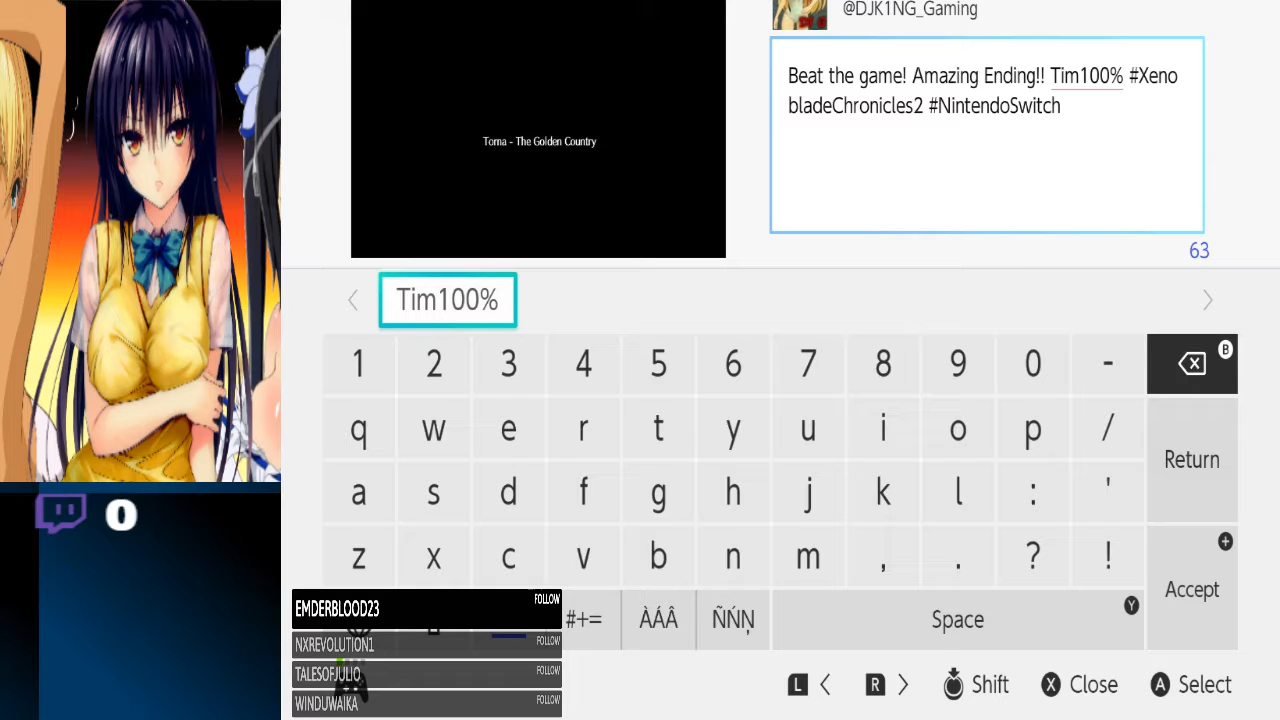 @DJK1NG_Gaming
Beat the game! Amazing Ending!! Tim100% #Xeno
bladeChronicles2 #NintendoSwitch
Torna - The Golden Country
63
Tim100%
1 2 3 4 5 6 7 8 9 0 - B
q w e r t y u i o p /
Return
a s d f g h j k l : '
z x c v b n m , . ? ! +
Accept
#+= ÀÁÂ ÑŃŅ Space Y
0
EMDERBLOOD23 FOLLOW
NXREVOLUTION1 FOLLOW
TALESOFJULIO FOLLOW
WINDUWAIKA FOLLOW
L < R > Shift X Close A Select